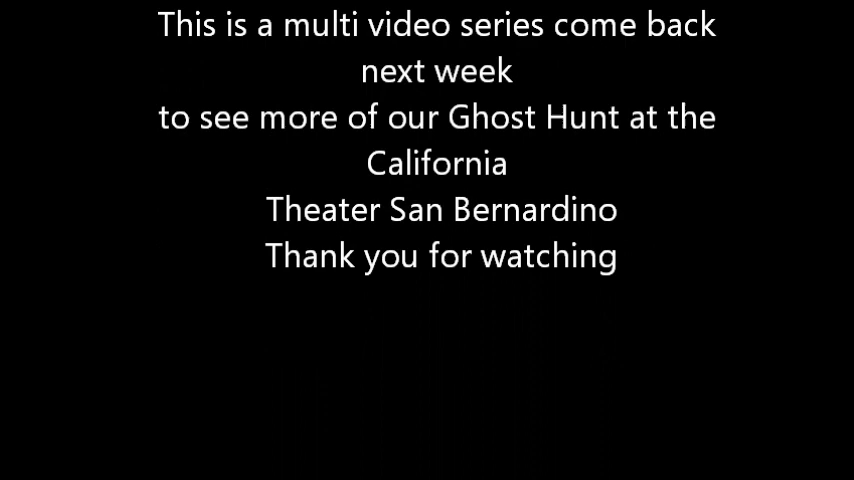 This is a multi video series come back
next week
to see more of our Ghost Hunt at the
California
Theater San Bernardino
Thank you for watching